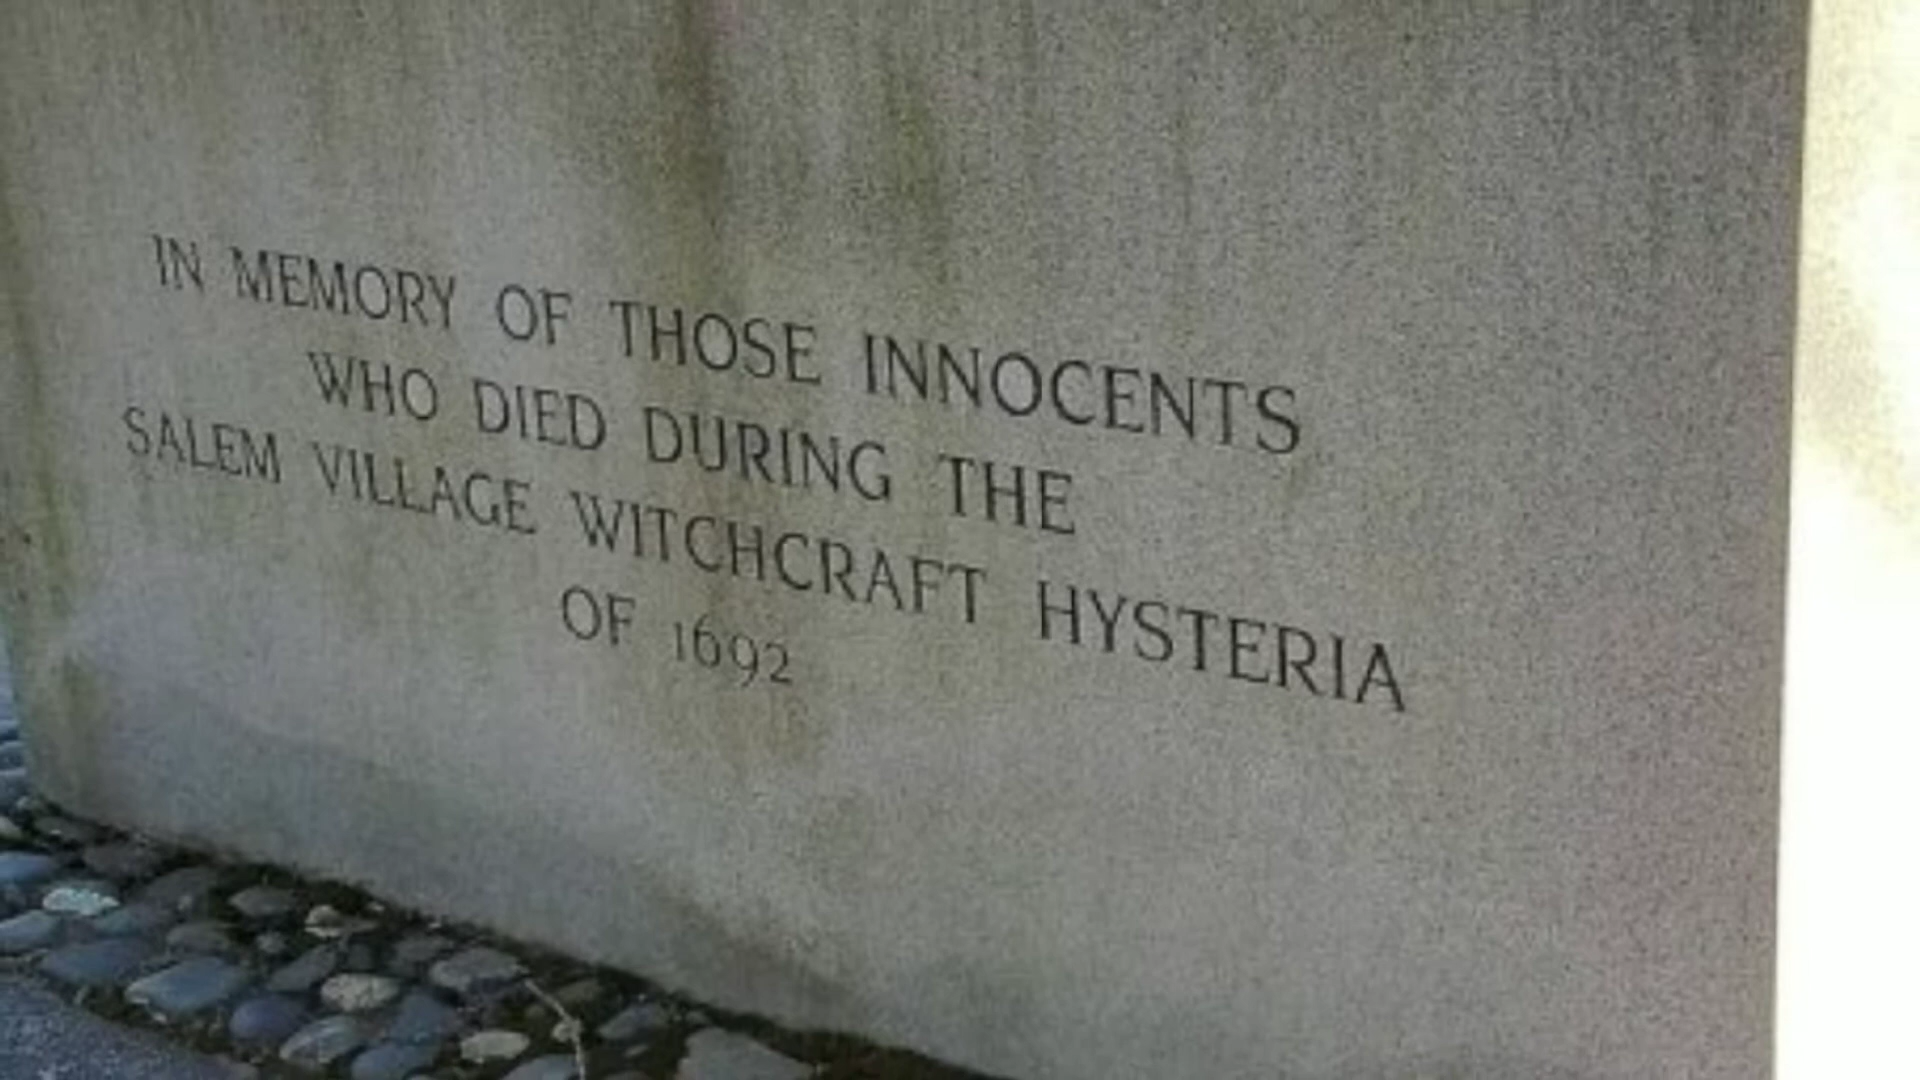 IN MEMORY OF THOSE INNOCENTS
WHO DIED DURING THE
SALEM VILLAGE WITCHCRAFT HYSTERIA
OF 1692